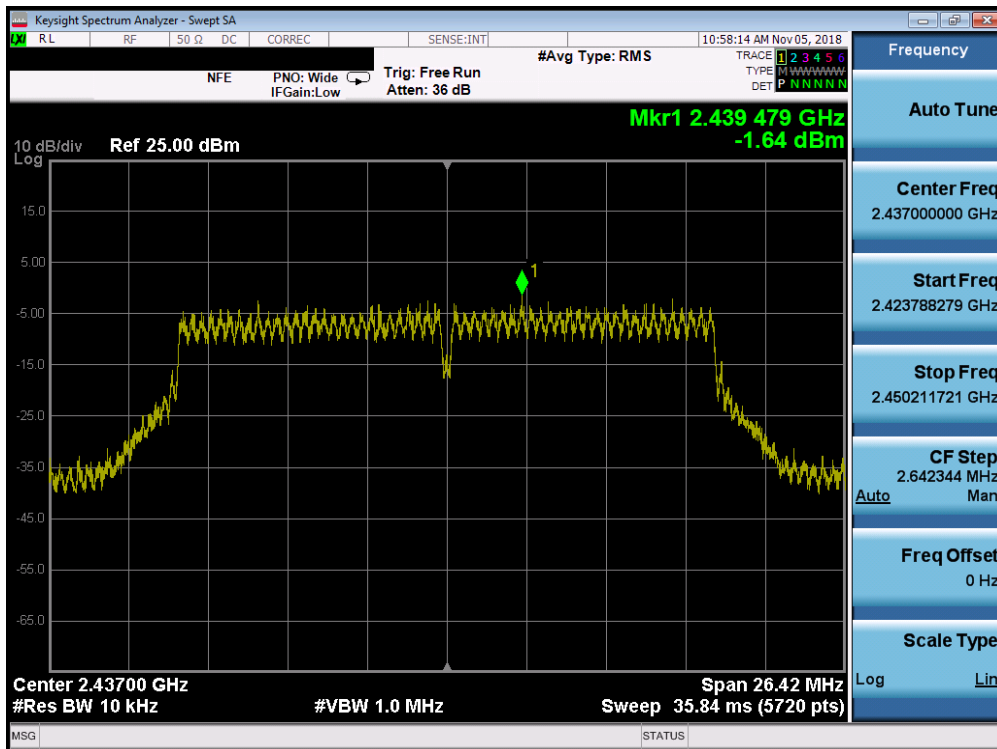 Keysight Spectrum Analyzer - Swept SA
LXI RL RF 50 Ω DC CORREC SENSE:INT 10:58:14 AM Nov 05, 2018
NFE PNO: Wide Trig: Free Run #Avg Type: RMS TRACE 1 2 3 4 5 6
IFGain:Low Atten: 36 dB TYPE M WWWWW
DET P N N N N N
Mkr1 2.439 479 GHz
-1.64 dBm
10 dB/div Ref 25.00 dBm
Log
15.0
5.00
1
-5.00
-15.0
-25.0
-35.0
-45.0
-55.0
-65.0
Center 2.43700 GHz Span 26.42 MHz
#Res BW 10 kHz #VBW 1.0 MHz Sweep 35.84 ms (5720 pts)
MSG STATUS
Frequency
Auto Tune
Center Freq
2.437000000 GHz
Start Freq
2.423788279 GHz
Stop Freq
2.450211721 GHz
CF Step
2.642344 MHz
Auto Man
Freq Offset
0 Hz
Scale Type
Log Lin